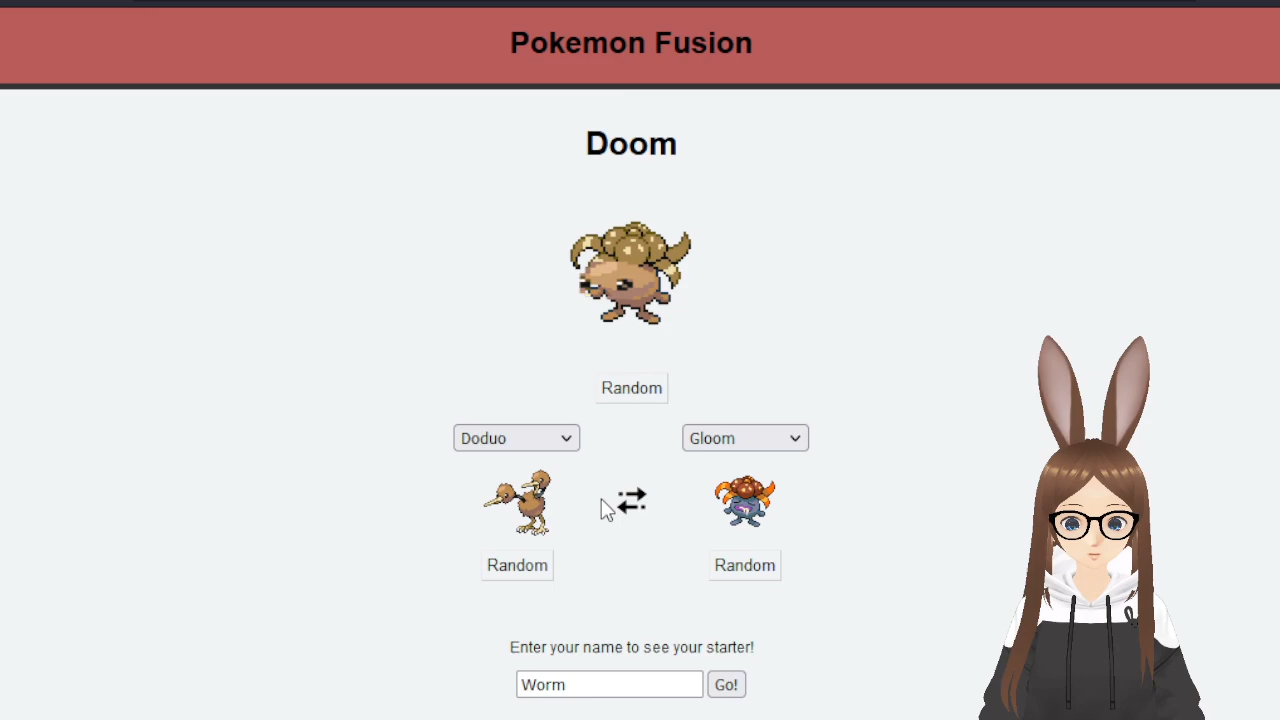 Pokemon Fusion
Doom
Random
Doduo
Gloom
Random
Random
Enter your name to see your starter!
Worm
Go!